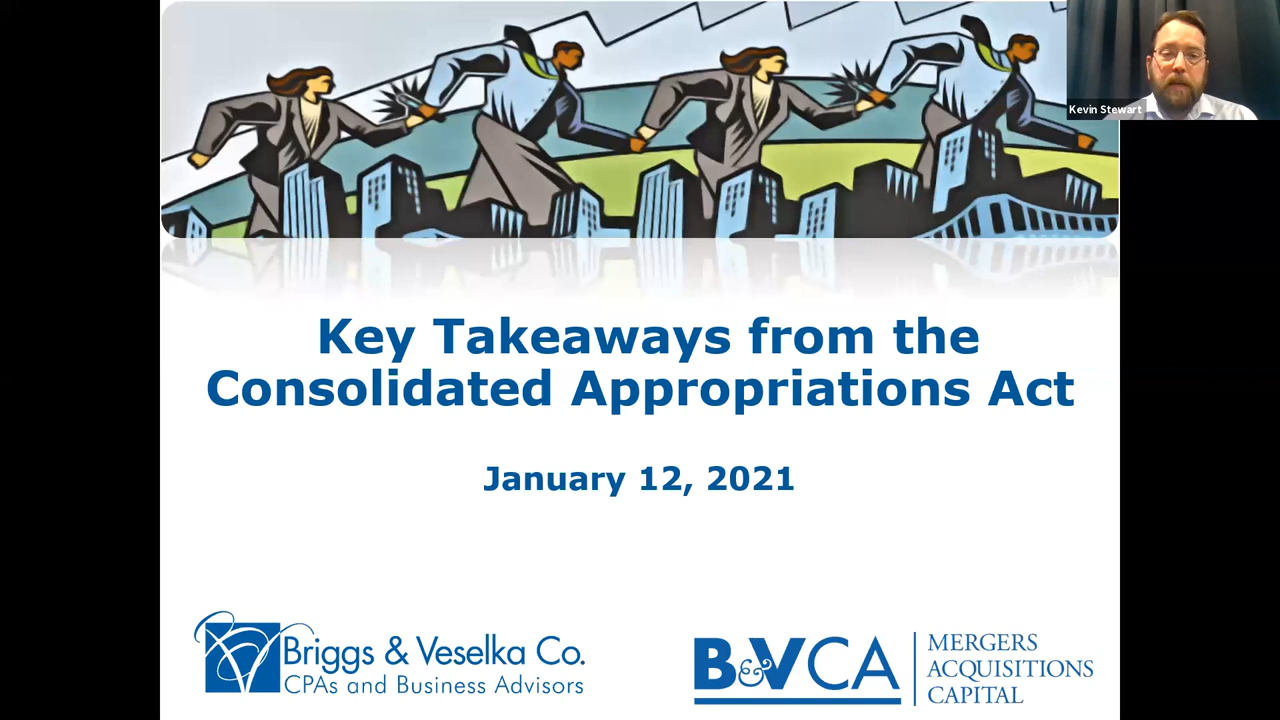 Kevin Stewart
Key Takeaways from the
Consolidated Appropriations Act
January 12, 2021
Briggs & Veselka Co.
CPAs and Business Advisors
B&VCA
MERGERS
ACQUISITIONS
CAPITAL